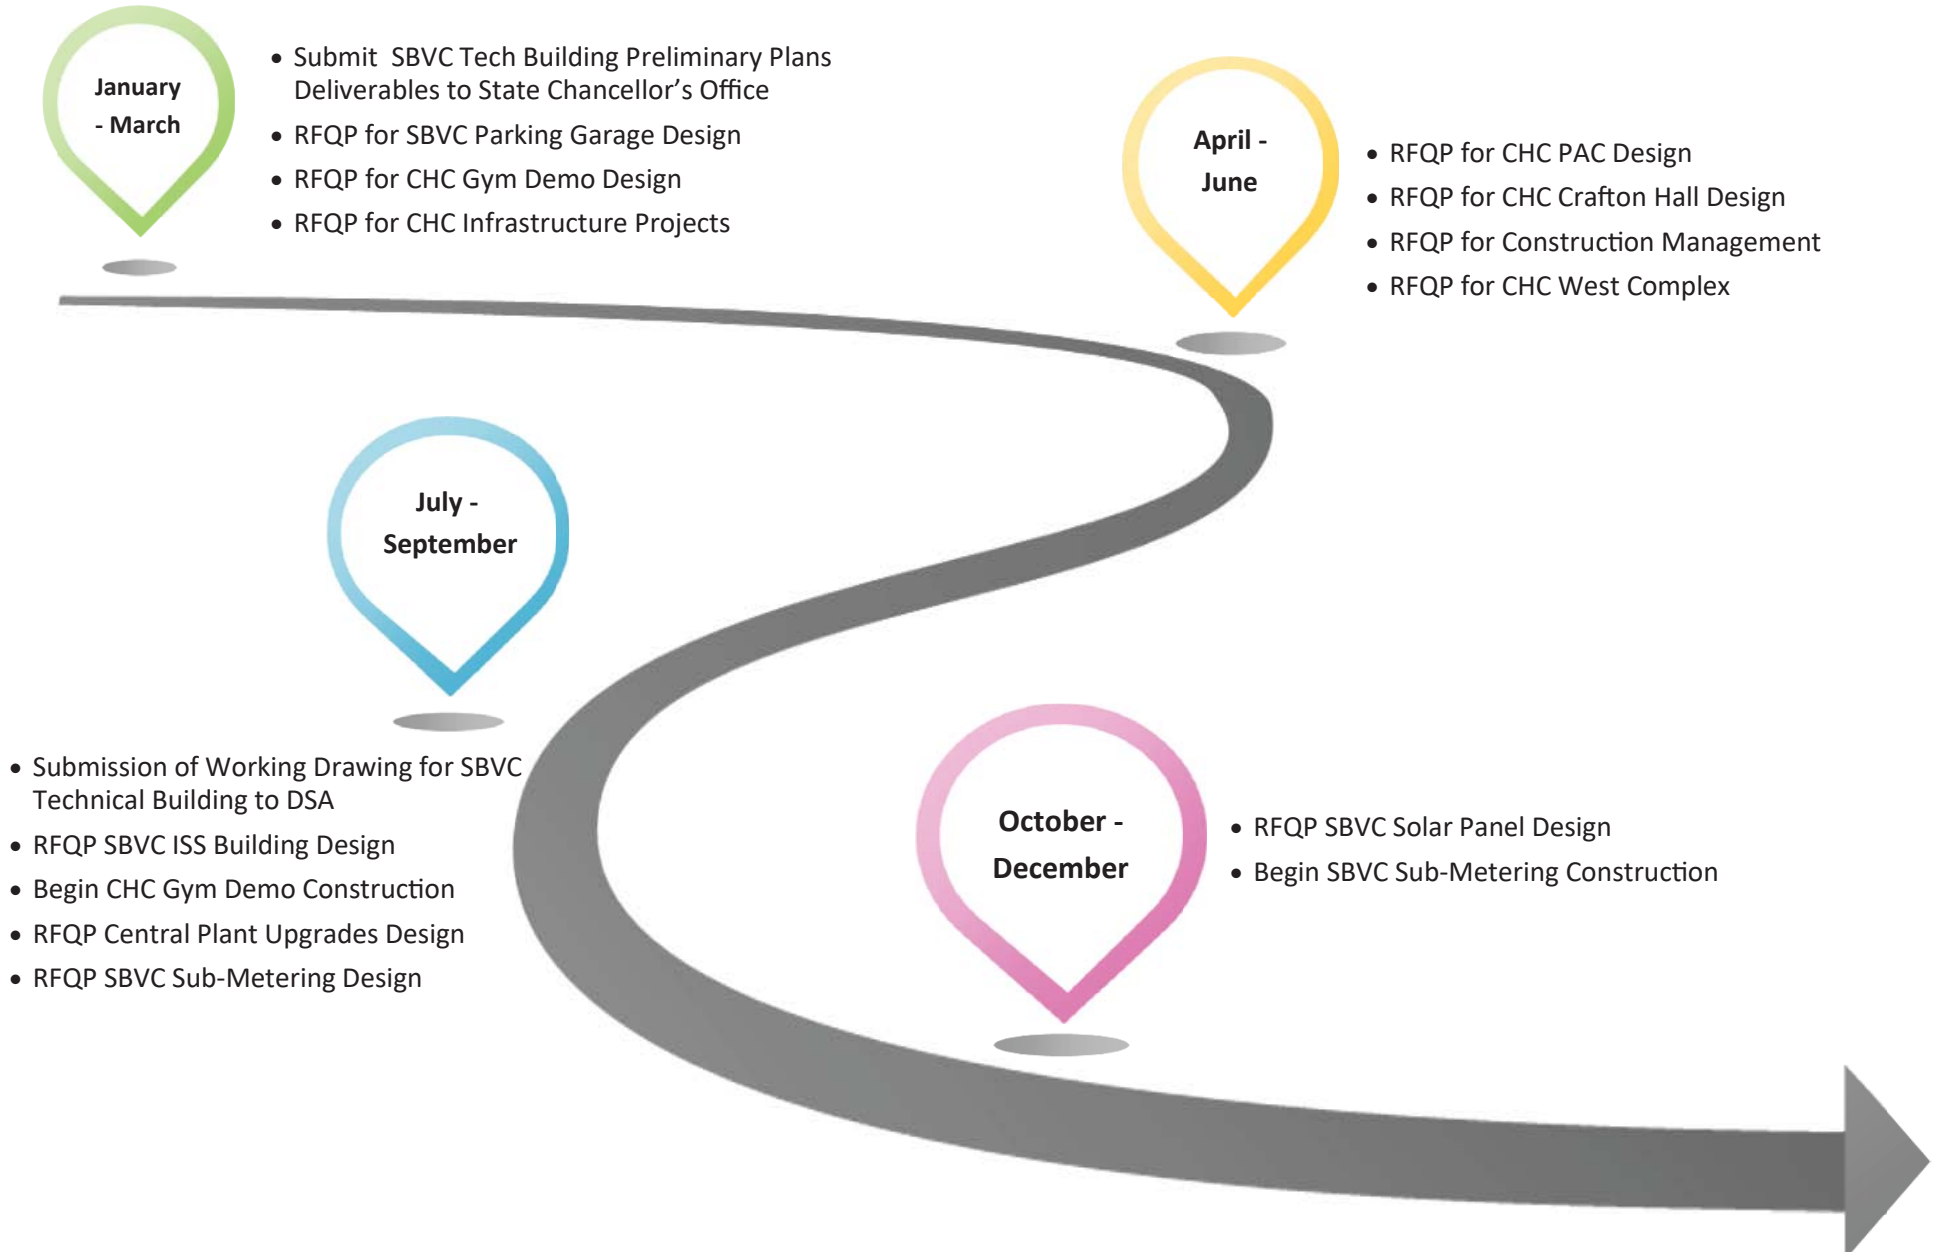 January
- March
• Submit  SBVC Tech Building Preliminary Plans
Deliverables to State Chancellor’s Office
• RFQP for SBVC Parking Garage Design
• RFQP for CHC Gym Demo Design
• RFQP for CHC Infrastructure Projects
April -
June
• RFQP for CHC PAC Design
• RFQP for CHC Crafton Hall Design
• RFQP for Construction Management
• RFQP for CHC West Complex
July -
September
• Submission of Working Drawing for SBVC
Technical Building to DSA
• RFQP SBVC ISS Building Design
• Begin CHC Gym Demo Construction
• RFQP Central Plant Upgrades Design
• RFQP SBVC Sub-Metering Design
October -
December
• RFQP SBVC Solar Panel Design
• Begin SBVC Sub-Metering Construction